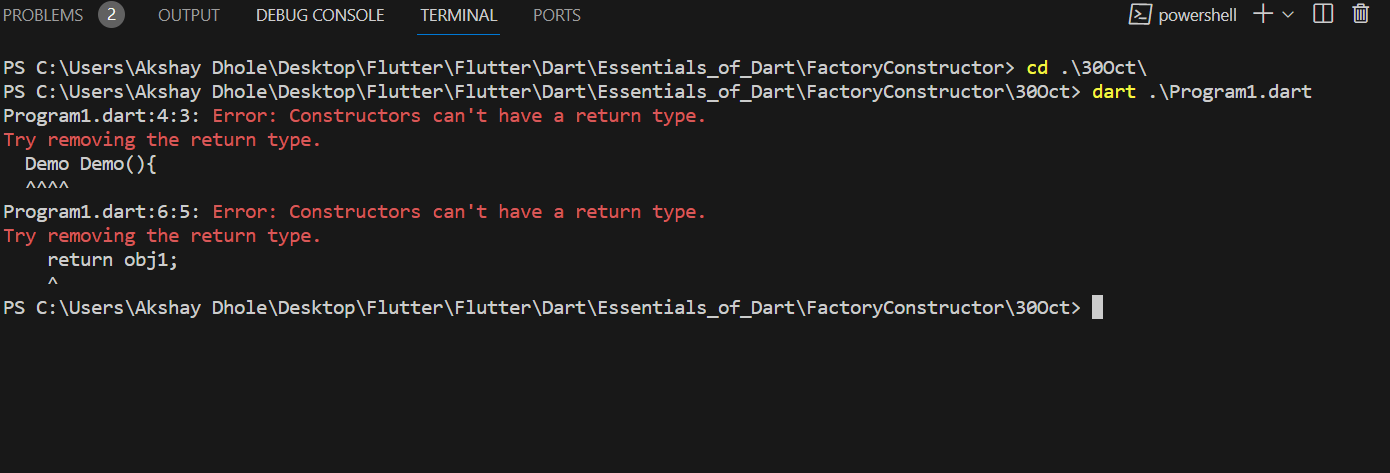 PROBLEMS 2 OUTPUT DEBUG CONSOLE TERMINAL PORTS powershell
PS C:\Users\Akshay Dhole\Desktop\Flutter\Flutter\Dart\Essentials_of_Dart\FactoryConstructor> cd .\30Oct\
PS C:\Users\Akshay Dhole\Desktop\Flutter\Flutter\Dart\Essentials_of_Dart\FactoryConstructor\30Oct> dart .\Program1.dart
Program1.dart:4:3: Error: Constructors can't have a return type.
Try removing the return type.
  Demo Demo(){
  ^^^^
Program1.dart:6:5: Error: Constructors can't have a return type.
Try removing the return type.
    return obj1;
    ^
PS C:\Users\Akshay Dhole\Desktop\Flutter\Flutter\Dart\Essentials_of_Dart\FactoryConstructor\30Oct>